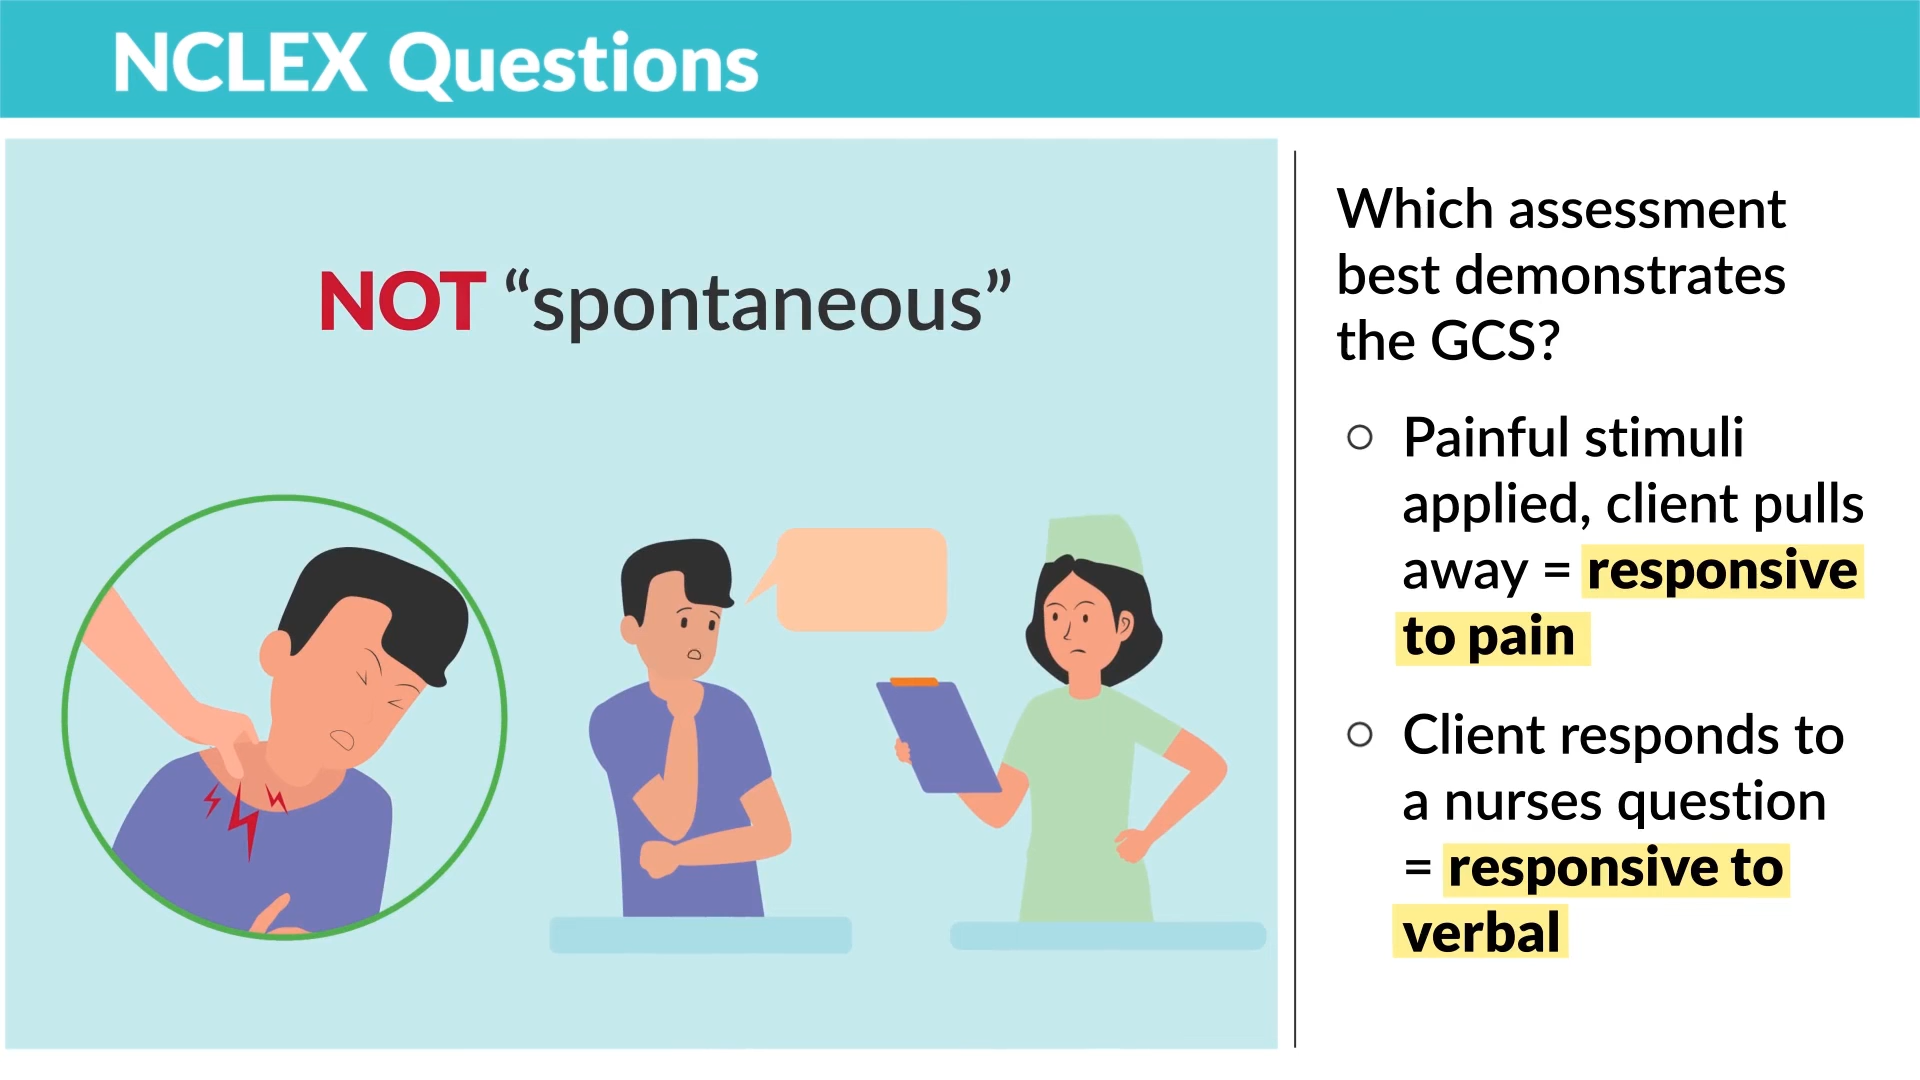 NCLEX Questions
NOT “spontaneous”
Which assessment
best demonstrates
the GCS?
Painful stimuli
applied, client pulls
away = responsive
to pain
Client responds to
a nurses question
= responsive to
verbal